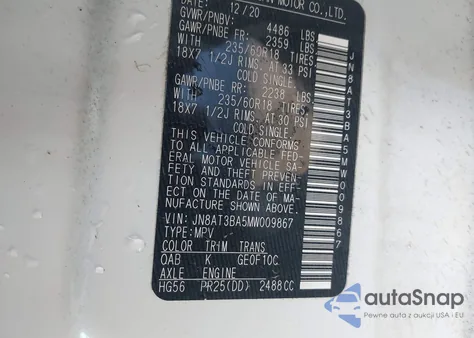 MOTOR CO.,LTD.
DATE: 12/20
GVWR/PNBV: 4486 LBS
GAWR/PNBE FR: 2359 LBS
WITH 235/60R18 TIRES.
18X7 1/2J RIMS. AT 33 PSI
COLD SINGLE.
GAWR/PNBE RR: 2238 LBS
WITH 235/60R18 TIRES.
18X7 1/2J RIMS. AT 30 PSI
COLD SINGLE.
THIS VEHICLE CONFORMS
TO ALL APPLICABLE FED-
ERAL MOTOR VEHICLE SA-
FETY AND THEFT PREVEN-
TION STANDARDS IN EFF-
ECT ON THE DATE OF MA-
NUFACTURE SHOWN ABOVE.
VIN: JN8AT3BA5MW009867
TYPE: MPV
COLOR TRIM TRANS
QAB K GE0F10C
AXLE ENGINE
HG56 PR25(DD) 2488CC
JN8AT3BA5MW009867
autoSnap
Pewne auta z aukcji w USA i EU